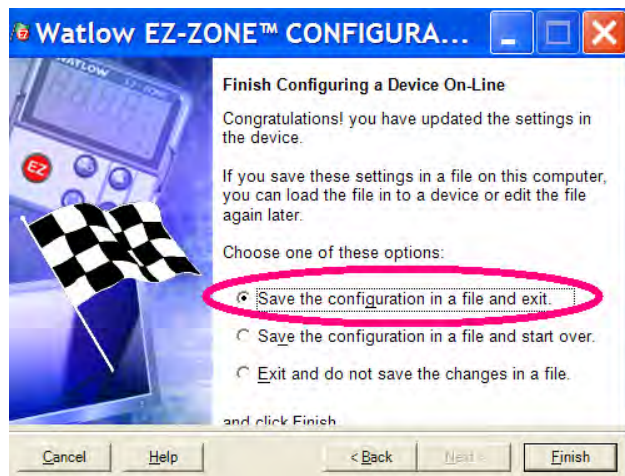 Watlow EZ-ZONE™ CONFIGURA...
WATLOW
EZ
Finish Configuring a Device On-Line
Congratulations! you have updated the settings in
the device.
If you save these settings in a file on this computer,
you can load the file in to a device or edit the file
again later.
Choose one of these options:
Save the configuration in a file and exit.
Save the configuration in a file and start over.
Exit and do not save the changes in a file.
and click Finish
Cancel Help < Back Next > Finish